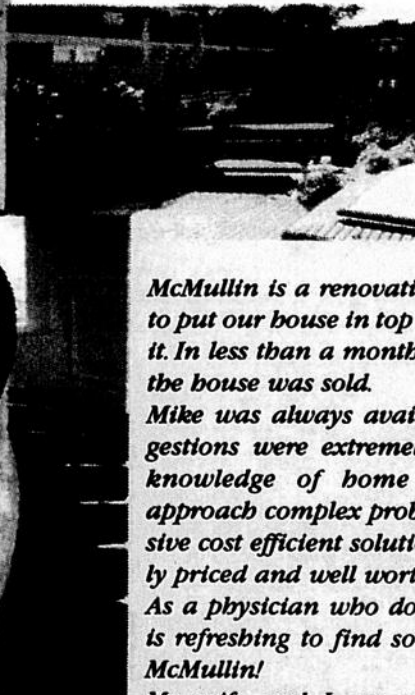 McMullin is a renovati
to put our house in top
it. In less than a month
the house was sold.
Mike was always avai
gestions were extreme
knowledge of home
approach complex prob
sive cost efficient soluti
ly priced and well wort
As a physician who do
is refreshing to find so
McMullin!